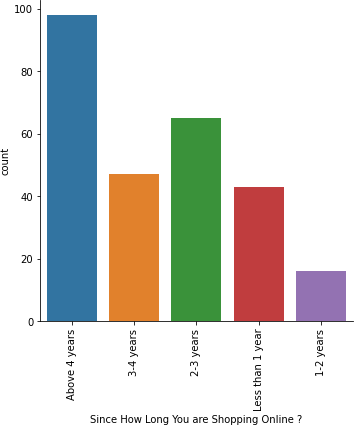 100
80
60
40
20
0
count
Above 4 years
3-4 years
2-3 years
Less than 1 year
1-2 years
Since How Long You are Shopping Online ?